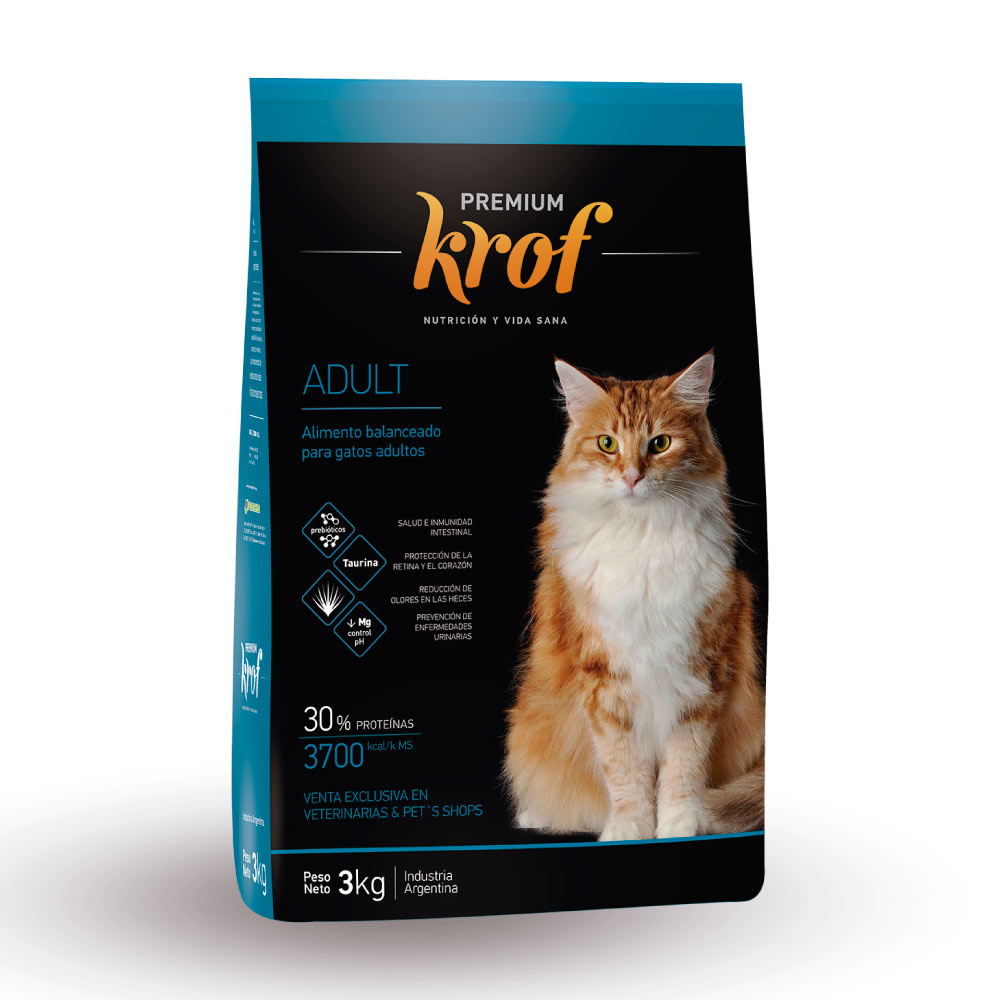 PREMIUM
krof
NUTRICIÓN Y VIDA SANA
ADULT
Alimento balanceado
para gatos adultos
prebióticos
SALUD E INMUNIDAD
INTESTINAL
Taurina
PROTECCIÓN DE LA
RETINA Y EL CORAZÓN
REDUCCIÓN DE
OLORES EN LAS HECES
↓ Mg
control
pH
PREVENCIÓN DE
ENFERMEDADES
URINARIAS
30% PROTEÍNAS
3700 kcal/k MS
VENTA EXCLUSIVA EN
VETERINARIAS & PET´S SHOPS
Peso
Neto 3kg
Industria
Argentina
PREMIUM
krof
Industria Argentina
Peso
Neto 3kg